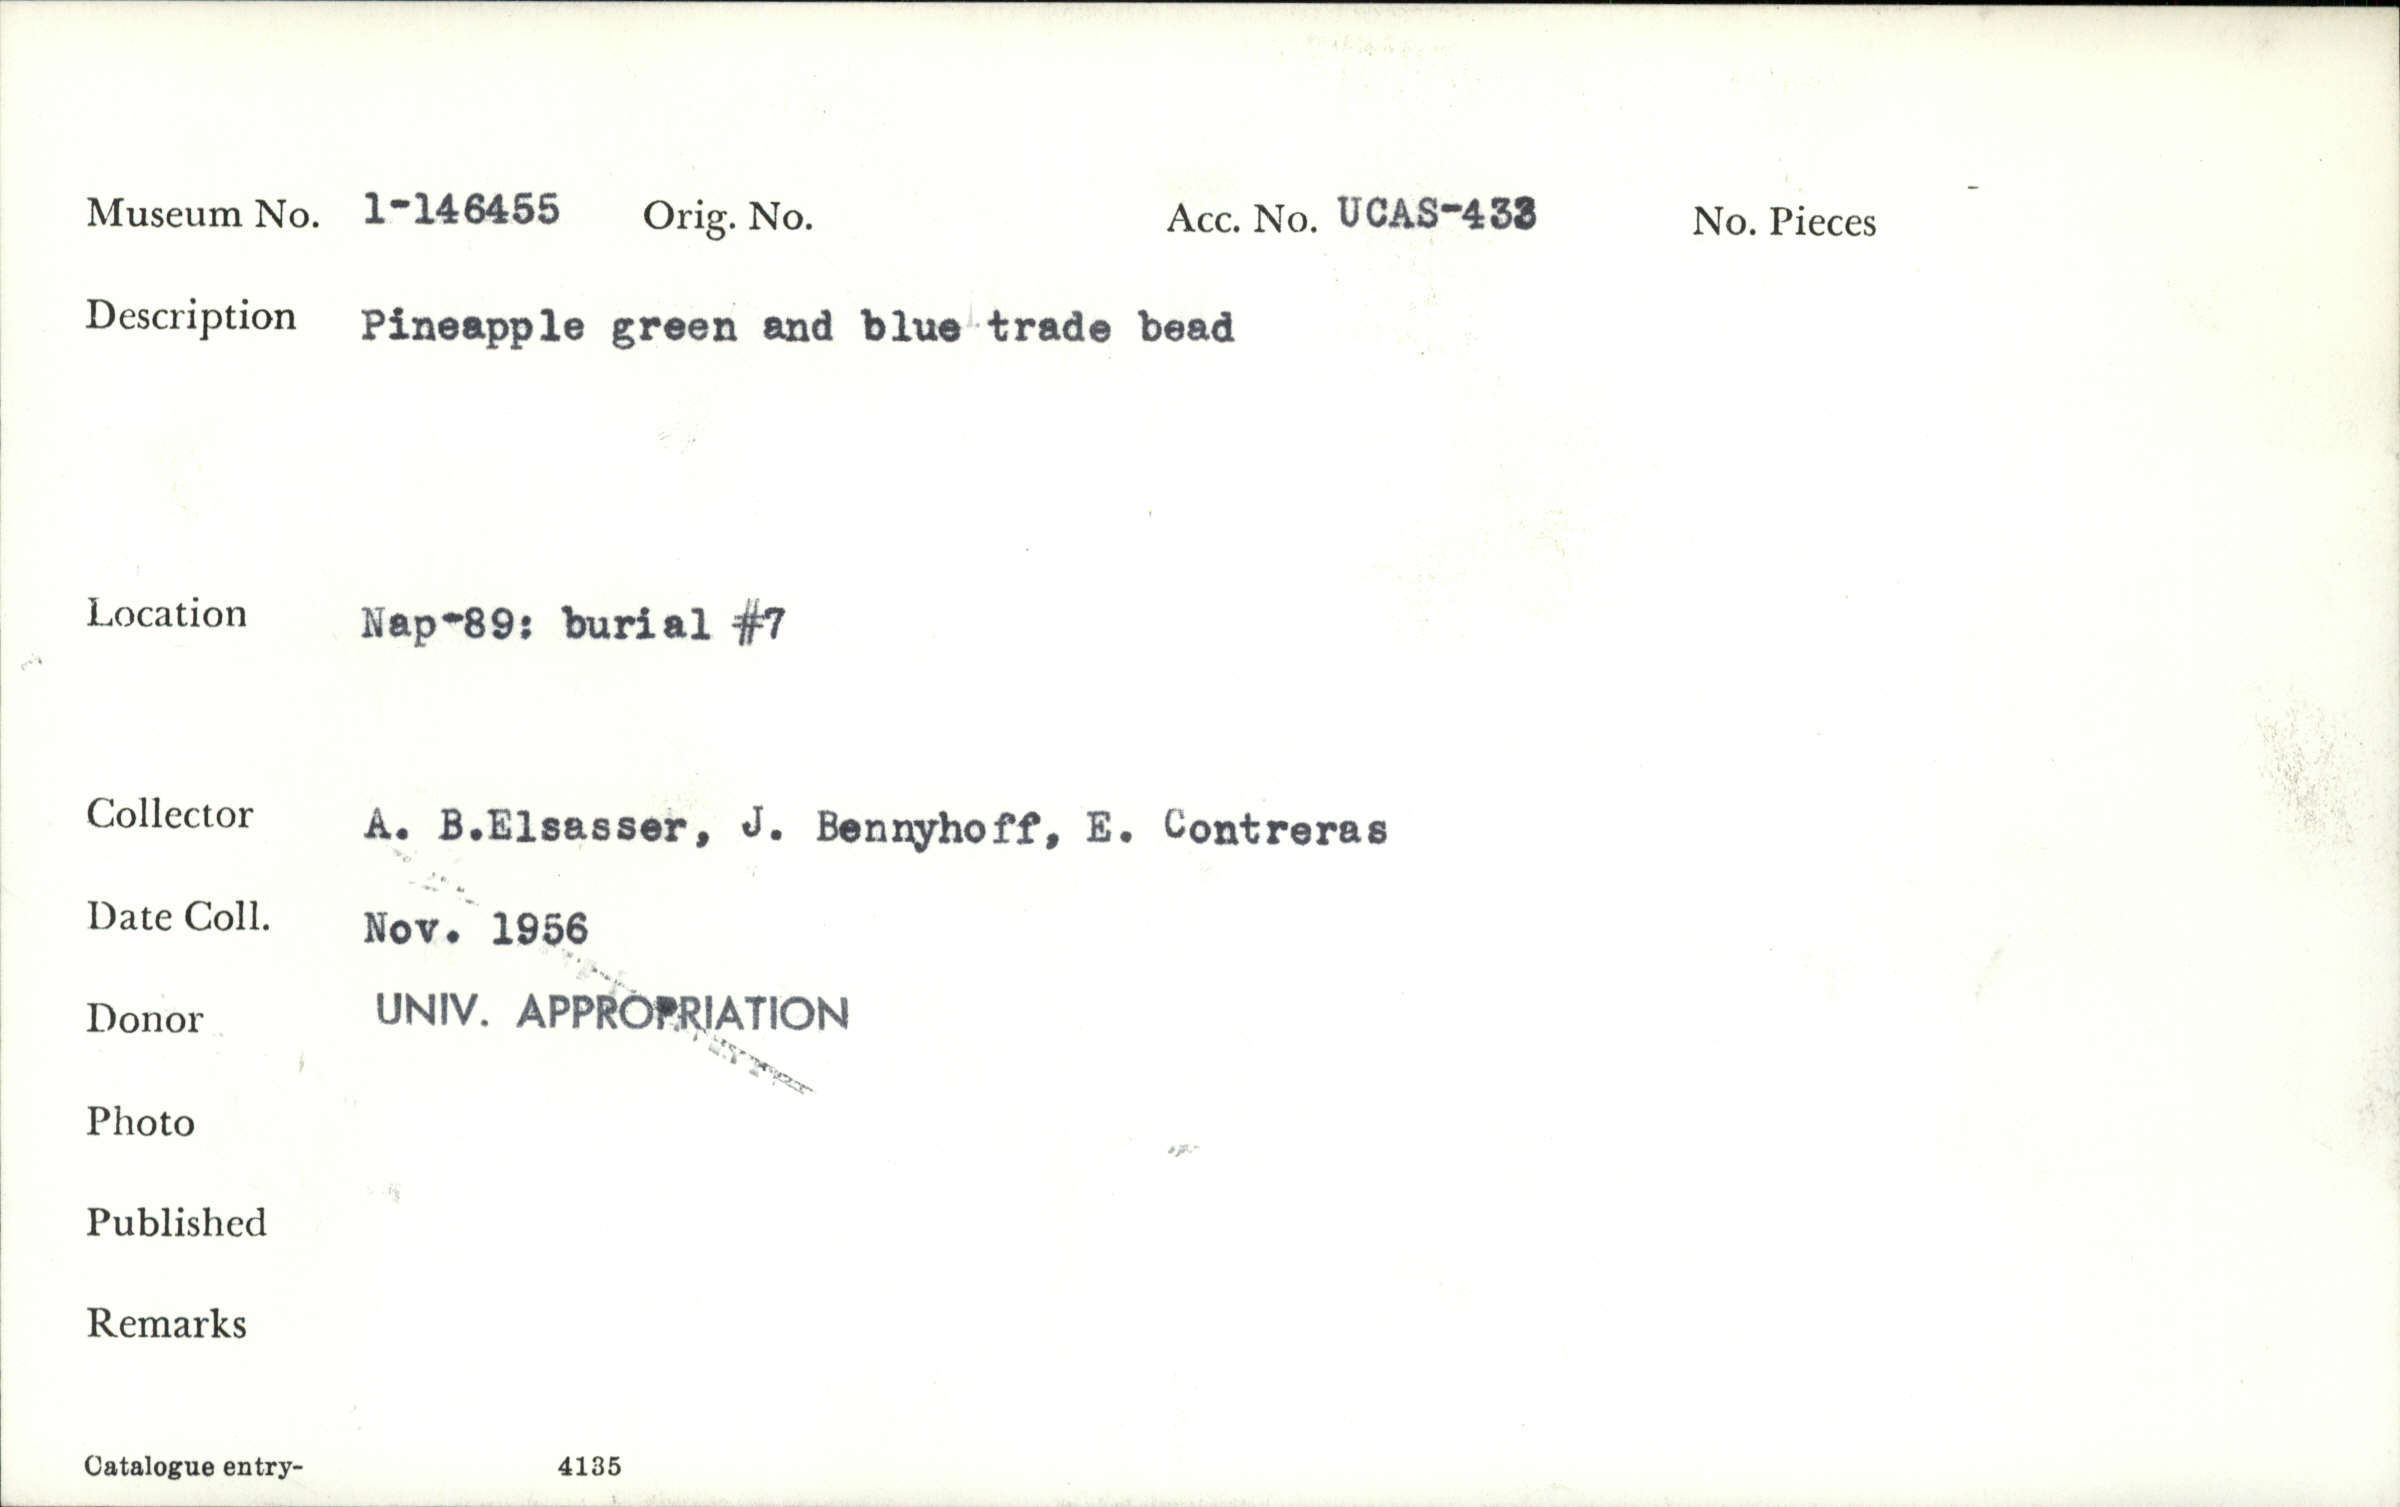 Museum No. 1-146455 Orig. No. Acc. No. UCAS-433 No. Pieces
Description Pineapple green and blue trade bead
Location Nap-89: burial #7
Collector A. B.Elsasser, J. Bennyhoff, E. Contreras
Date Coll. Nov. 1956
Donor UNIV. APPROPRIATION
Photo
Published
Remarks
Catalogue entry- 4135